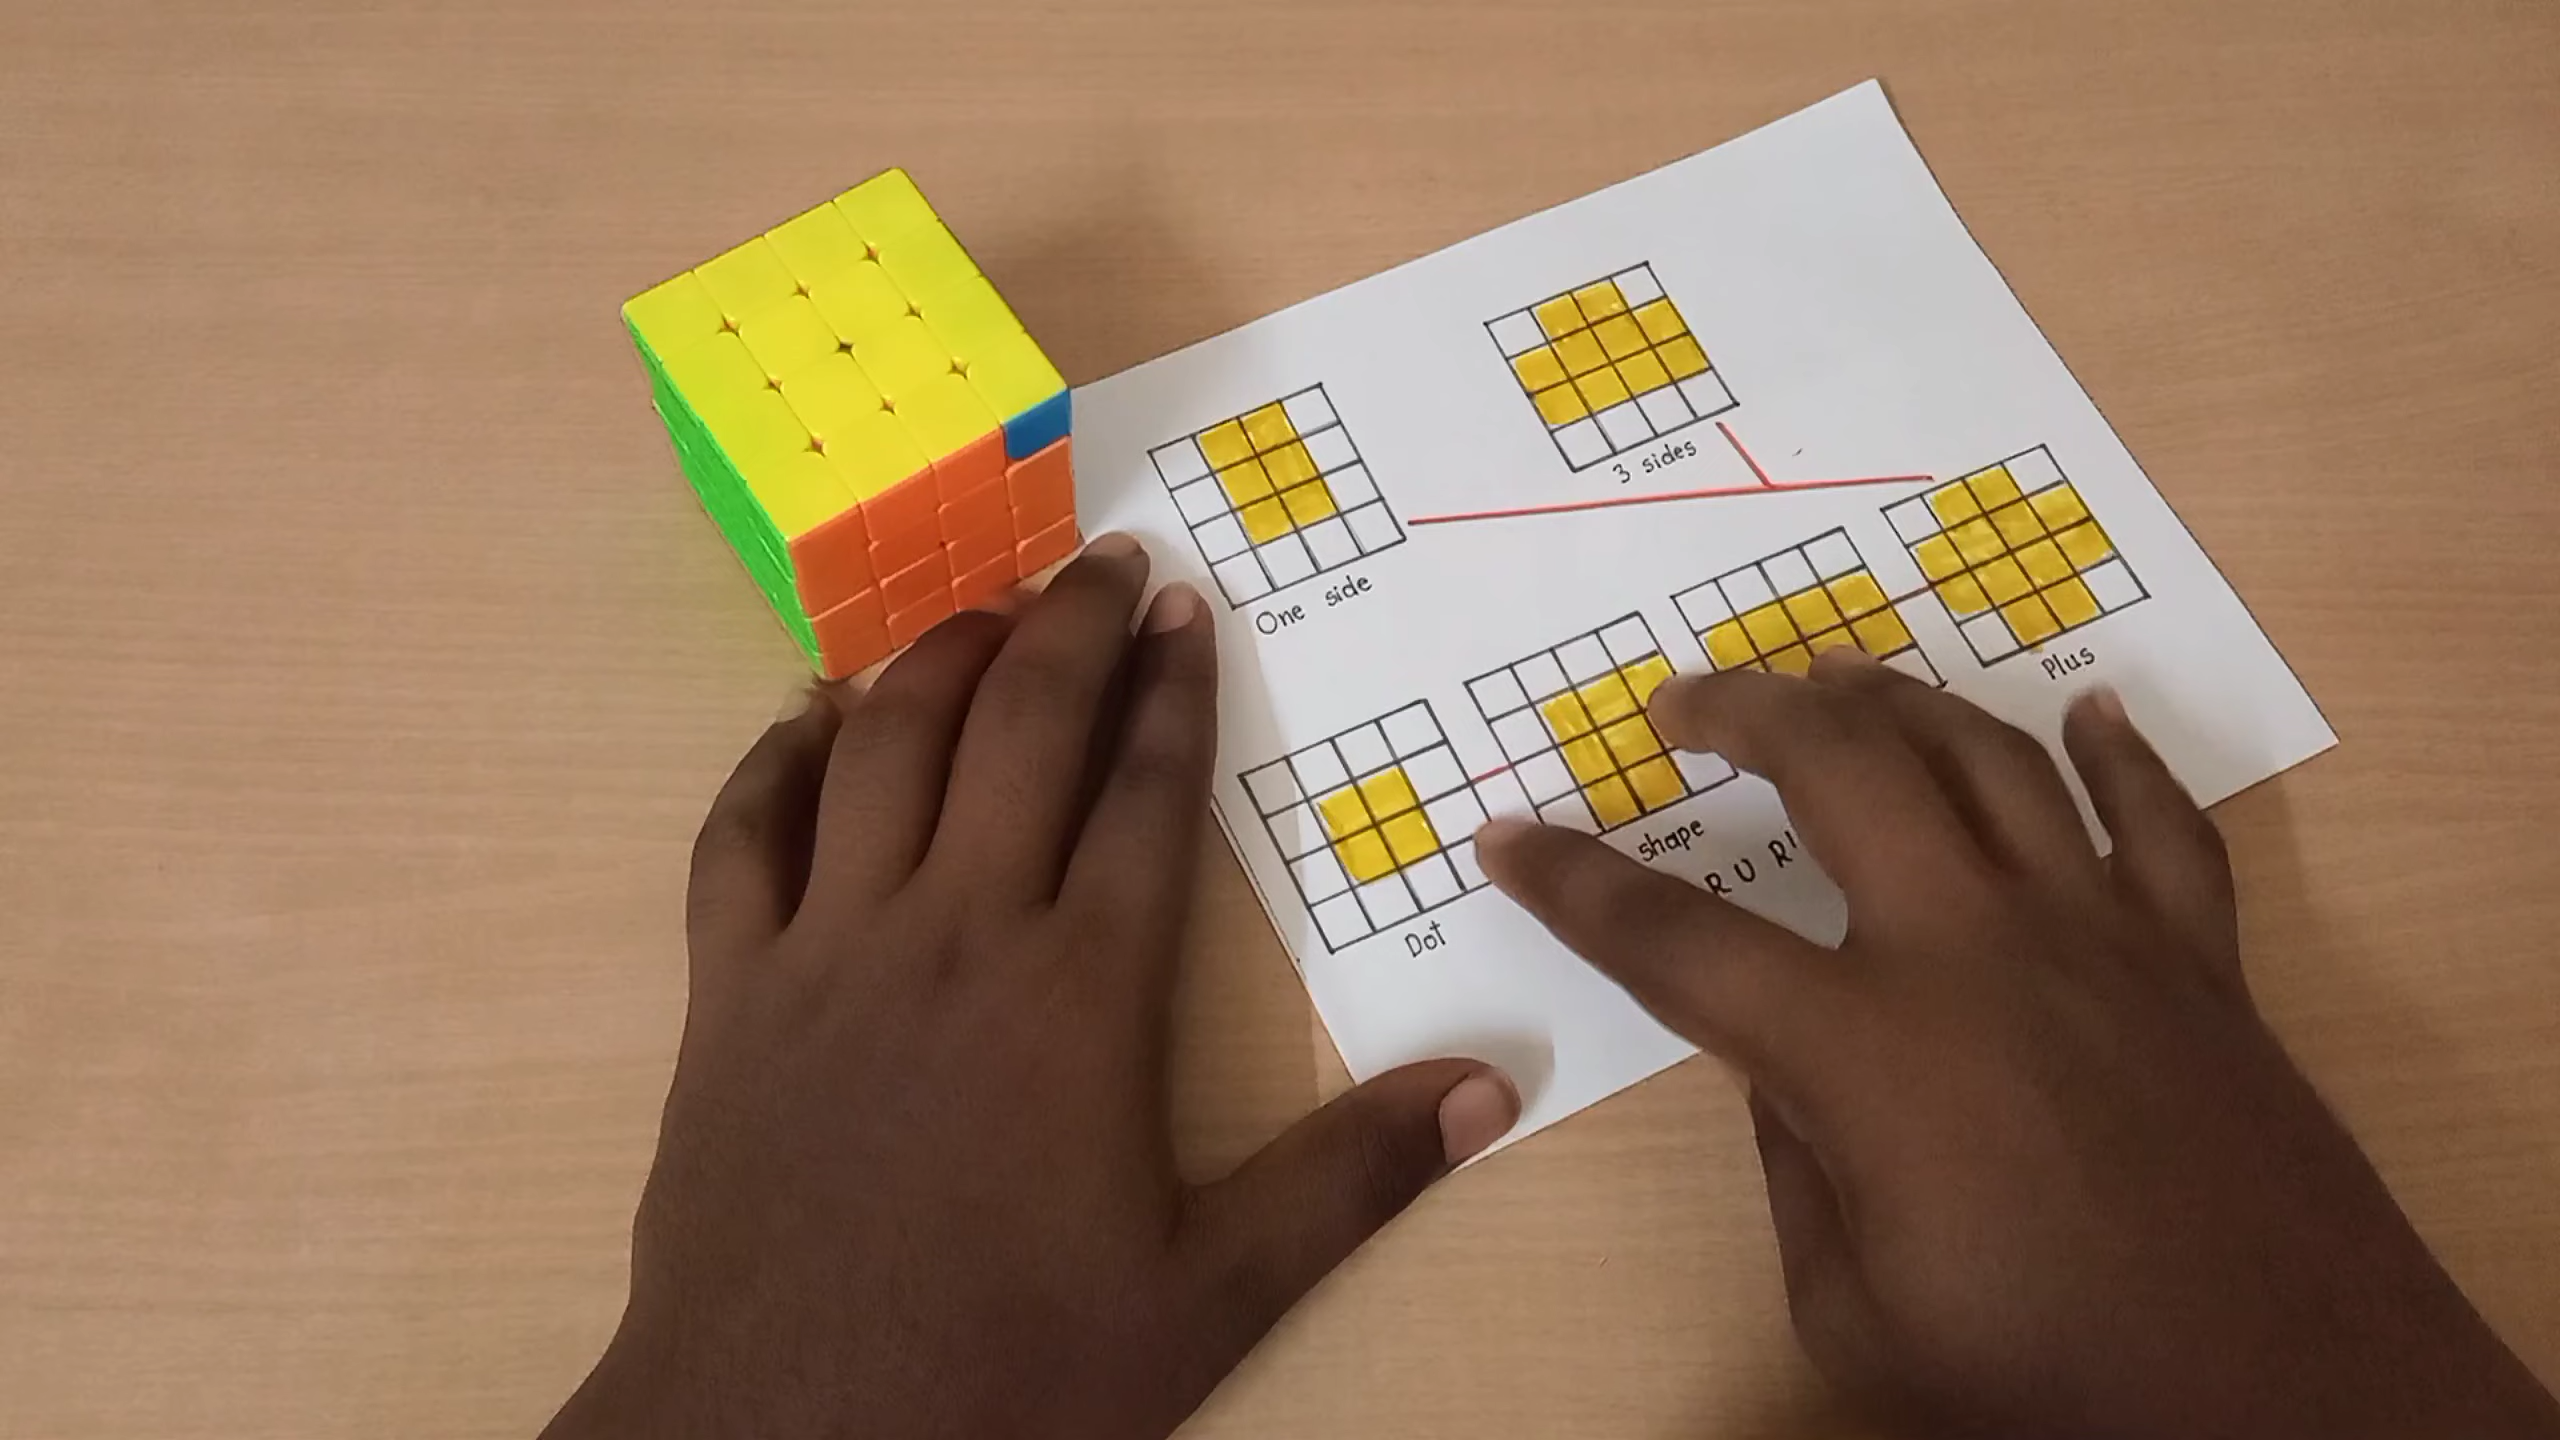 3 sides
One side
Plus
shape
R U R'
Dot